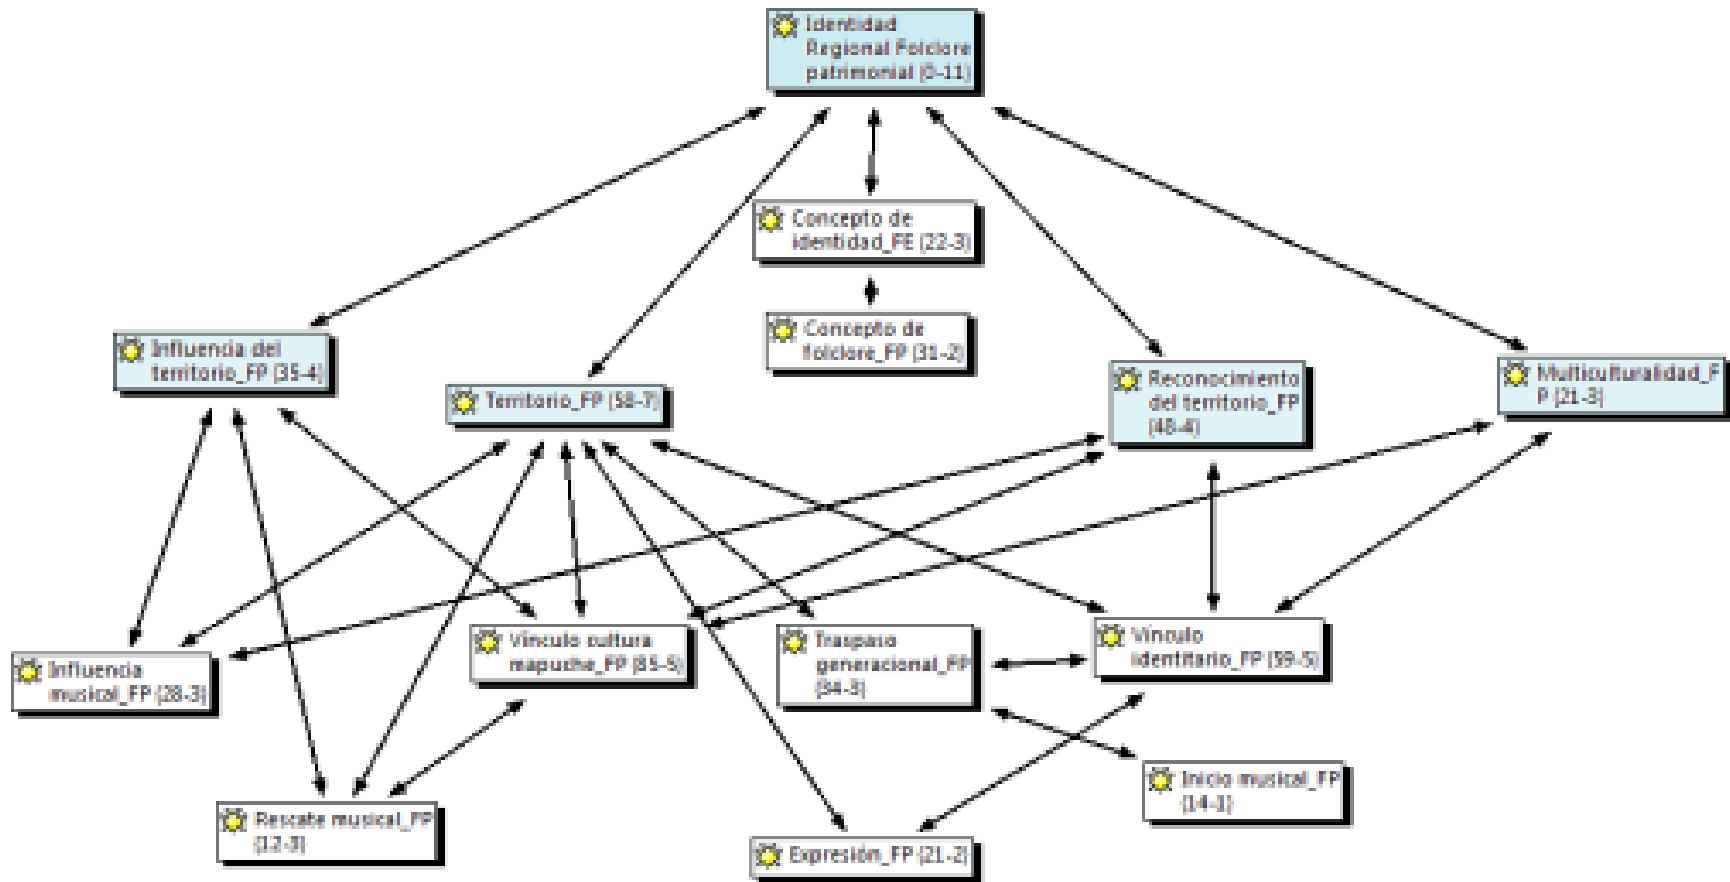 Identidad
Regional Folclore
patrimonial {0-11}
Concepto de
identidad_FE {22-3}
Concepto de
folclore_FP {31-2}
Influencia del
territorio_FP {35-4}
Territorio_FP {58-7}
Reconocimiento
del territorio_FP
{48-4}
Multiculturalidad_F
P {21-3}
Influencia
musical_FP {28-3}
Vínculo cultura
mapuche_FP {85-5}
Traspaso
generacional_FP
{34-3}
Vínculo
identitario_FP {59-5}
Rescate musical_FP
{12-3}
Inicio musical_FP
{14-1}
Expresión_FP {21-2}